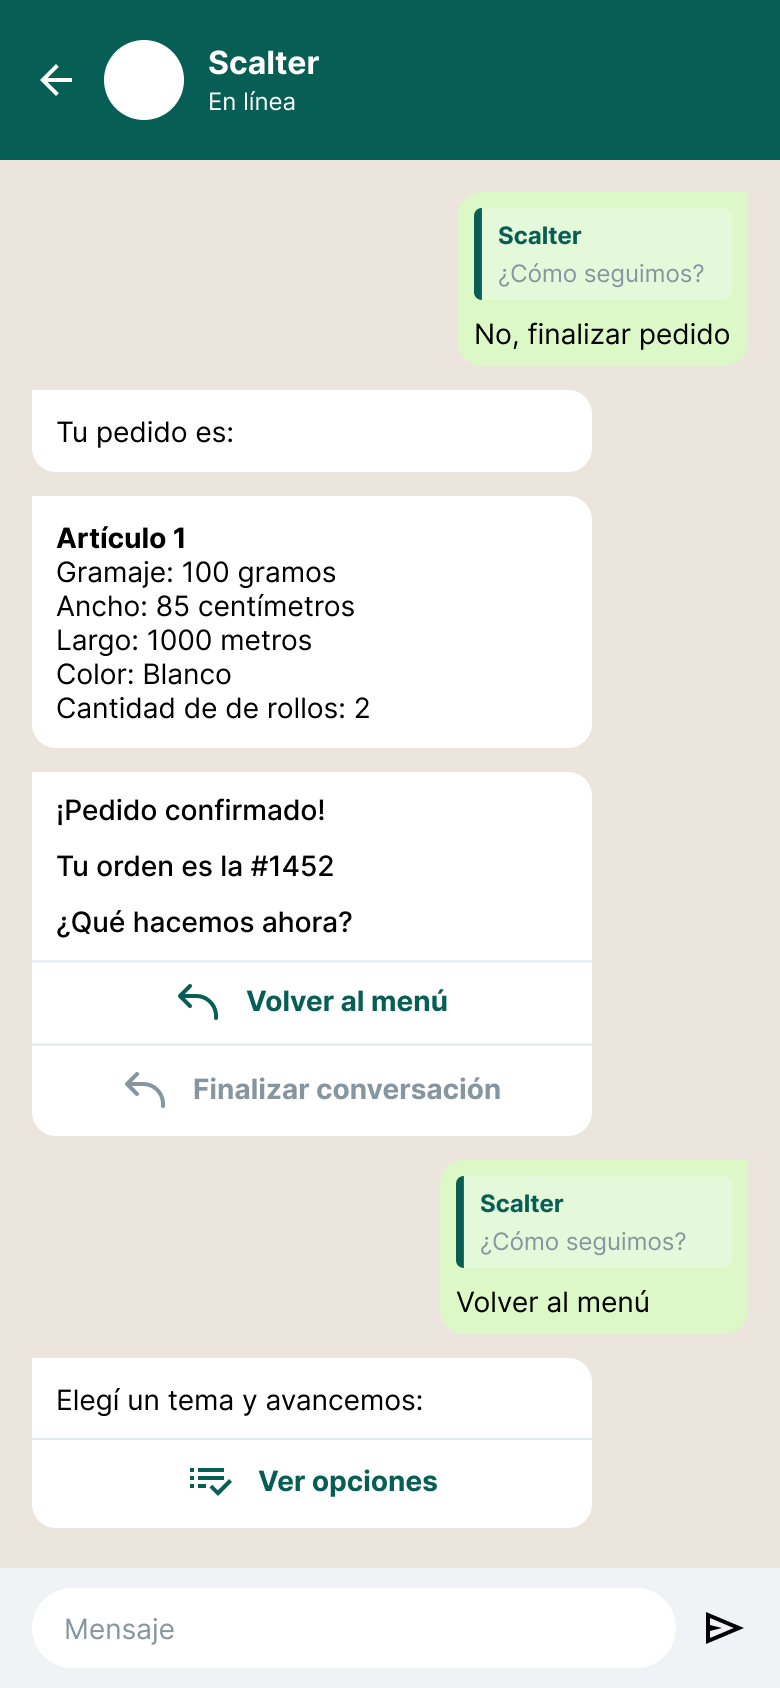 Scalter
En línea
Scalter
¿Cómo seguimos?
No, finalizar pedido
Tu pedido es:
Artículo 1
Gramaje: 100 gramos
Ancho: 85 centímetros
Largo: 1000 metros
Color: Blanco
Cantidad de de rollos: 2
¡Pedido confirmado!
Tu orden es la #1452
¿Qué hacemos ahora?
Volver al menú
Finalizar conversación
Scalter
¿Cómo seguimos?
Volver al menú
Elegí un tema y avancemos:
Ver opciones
Mensaje